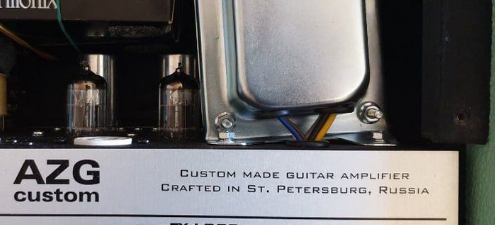 AZG
custom
CUSTOM MADE GUITAR AMPLIFIER
CRAFTED IN ST. PETERSBURG, RUSSIA